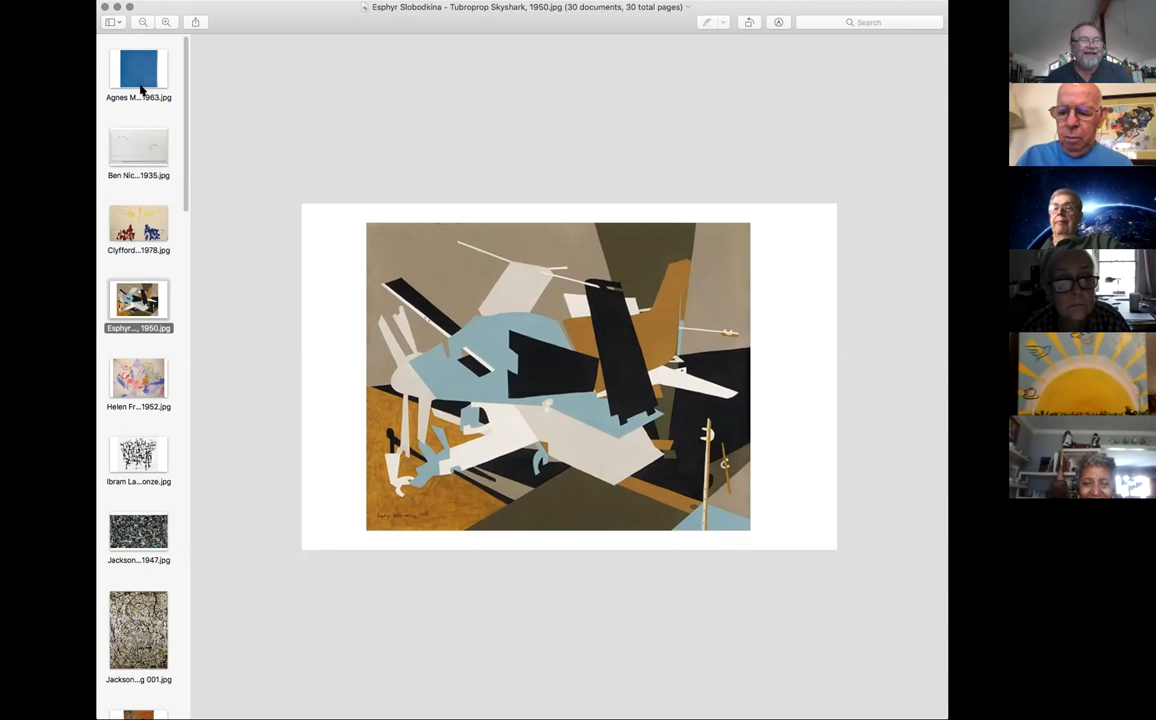 Esphyr Slobodkina - Tubroprop Skyshark, 1950.jpg (30 documents, 30 total pages)
Search
Agnes M...1963.jpg
Ben Nic...1935.jpg
Clyfford...1978.jpg
Esphyr..., 1950.jpg
Helen Fr...1952.jpg
Ibram La...onze.jpg
Jackson...1947.jpg
Jackson...g 001.jpg